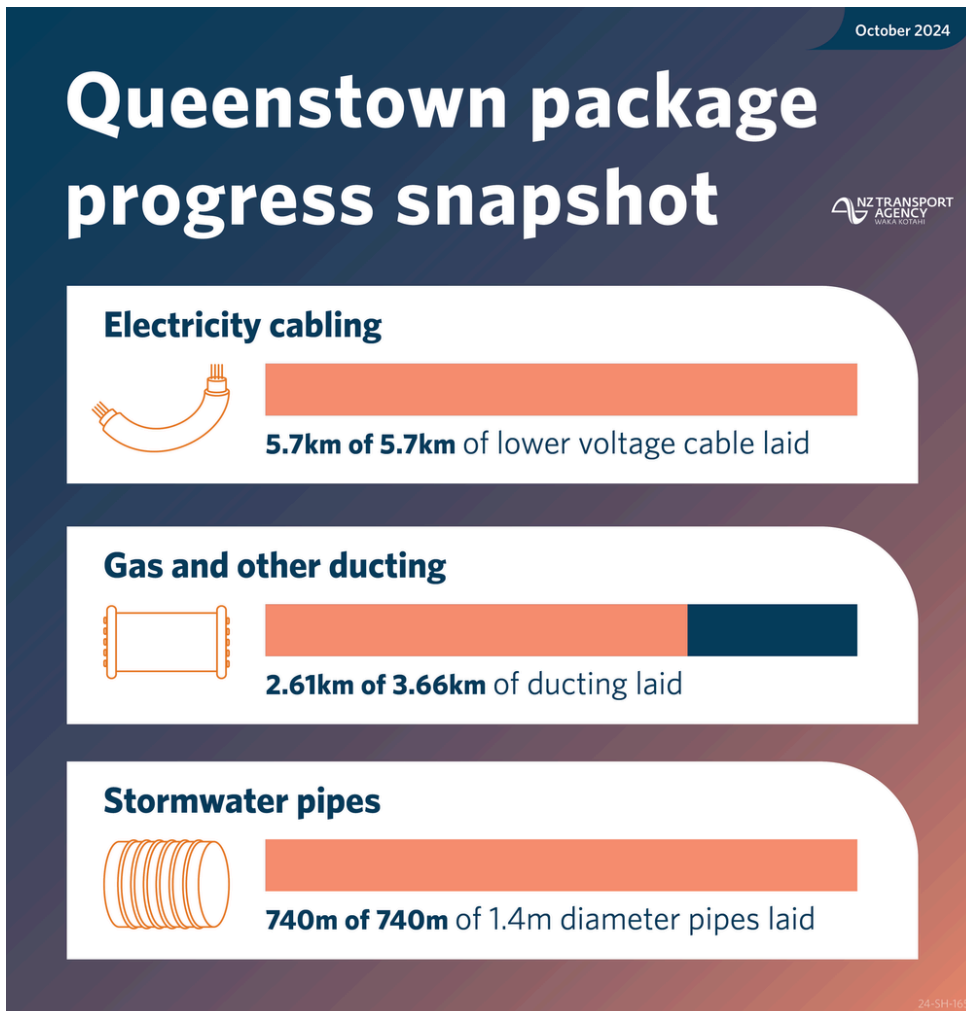 October 2024
Queenstown package
progress snapshot
NZ TRANSPORT
AGENCY
WAKA KOTAHI
Electricity cabling
5.7km of 5.7km of lower voltage cable laid
Gas and other ducting
2.61km of 3.66km of ducting laid
Stormwater pipes
740m of 740m of 1.4m diameter pipes laid